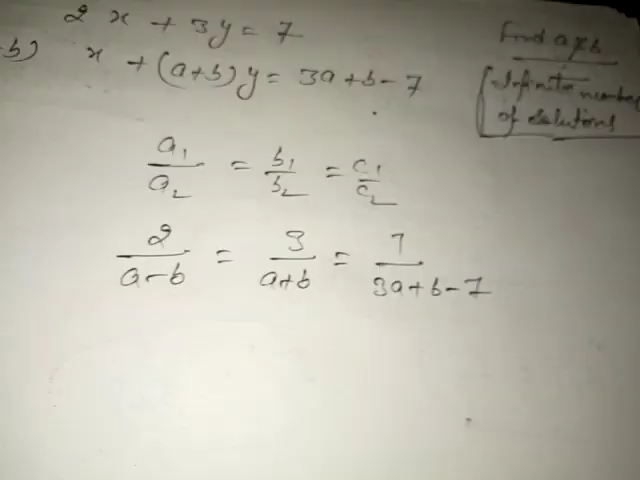 2x + 3y = 7
-b) x + (a+b) y = 3a+b-7
Find a & b
Infinite number
of solutions
a₁/a₂ = b₁/b₂ = c₁/c₂
2/(a-b) = 3/(a+b) = 7/(3a+b-7)